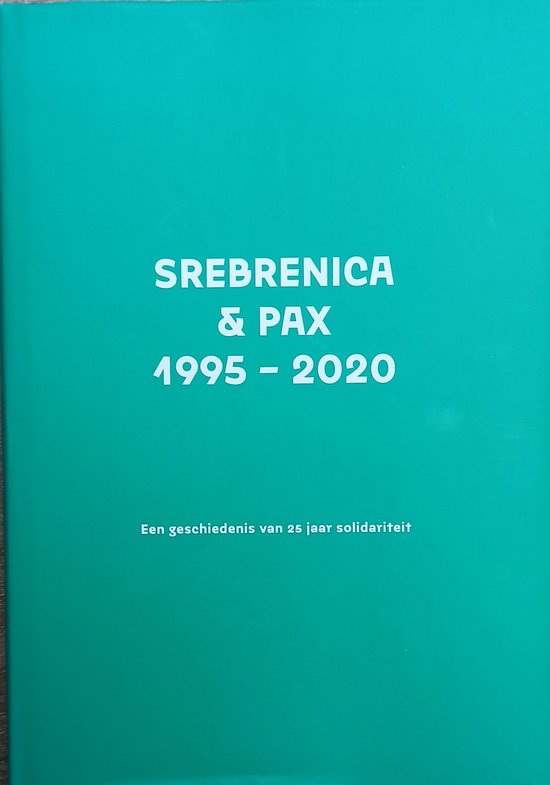 SREBRENICA
& PAX
1995 – 2020
Een geschiedenis van 25 jaar solidariteit